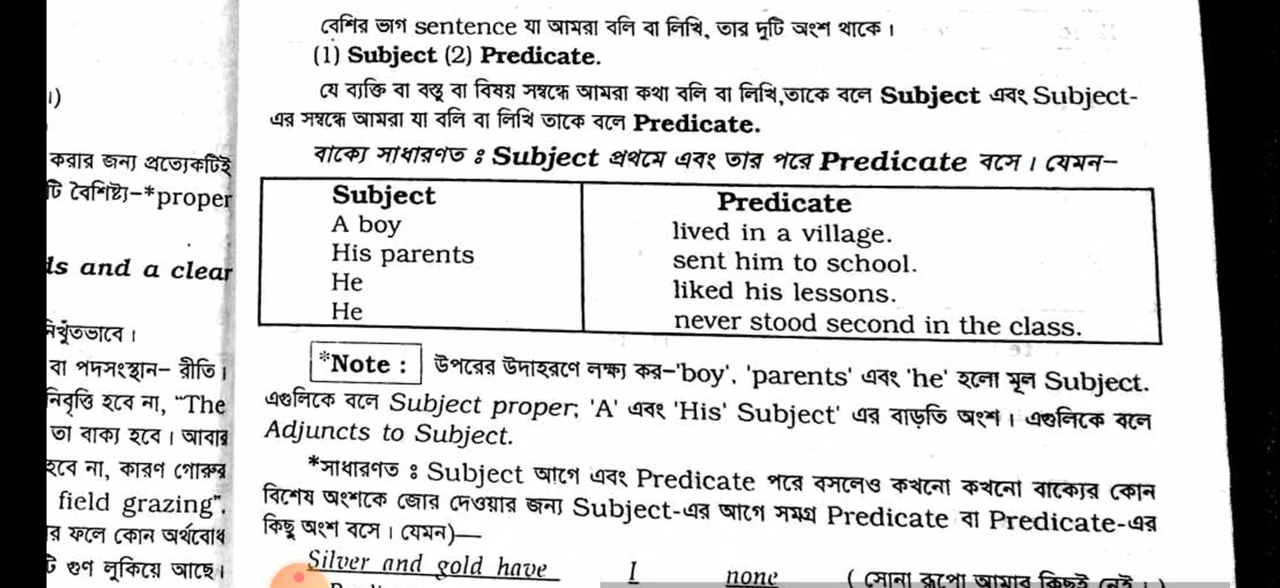 ।)
করার জন্য প্রত্যেকটিই
টি বৈশিষ্ট্য-*proper
ds and a clear
নিখুঁতভাবে।
বা পদসংস্থান- রীতি।
নিবৃত্তি হবে না, "The
তা বাক্য হবে। আবার
হবে না, কারণ গোরুর
field grazing".
র ফলে কোন অর্থবোধ
টি গুণ লুকিয়ে আছে।
বেশির ভাগ sentence যা আমরা বলি বা লিখি, তার দুটি অংশ থাকে।
(1) Subject (2) Predicate.
যে ব্যক্তি বা বস্তু বা বিষয় সম্বন্ধে আমরা কথা বলি বা লিখি,তাকে বলে Subject এবং Subject-
এর সম্বন্ধে আমরা যা বলি বা লিখি তাকে বলে Predicate.
বাক্যে সাধারণত ঃ Subject প্রথমে এবং তার পরে Predicate বসে। যেমন-
Subject Predicate
A boy lived in a village.
His parents sent him to school.
He liked his lessons.
He never stood second in the class.
*Note : উপরের উদাহরণে লক্ষ্য কর-'boy', 'parents' এবং 'he' হলো মূল Subject.
এগুলিকে বলে Subject proper; 'A' এবং 'His' Subject' এর বাড়তি অংশ। এগুলিকে বলে
Adjuncts to Subject.
*সাধারণত ঃ Subject আগে এবং Predicate পরে বসলেও কখনো কখনো বাক্যের কোন
বিশেষ অংশকে জোর দেওয়ার জন্য Subject-এর আগে সমগ্র Predicate বা Predicate-এর
কিছু অংশ বসে। (যেমন)—
Silver and gold have I none (সোনা রূপো আমার কিছুই নেই।)